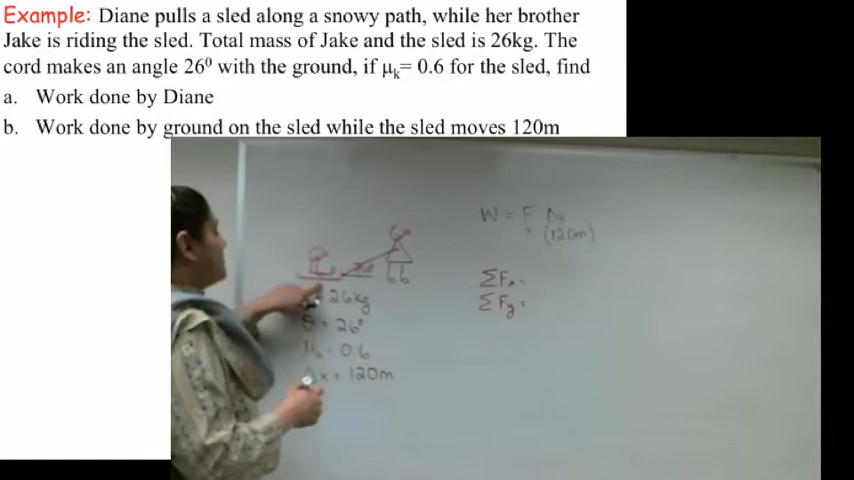 Example: Diane pulls a sled along a snowy path, while her brother
Jake is riding the sled. Total mass of Jake and the sled is 26kg. The
cord makes an angle 26⁰ with the ground, if μₖ= 0.6 for the sled, find
a. Work done by Diane
b. Work done by ground on the sled while the sled moves 120m
W = F Δx
(120m)
ΣFₓ =
ΣFy =
26kg
θ = 26°
μₖ = 0.6
Δx = 120m